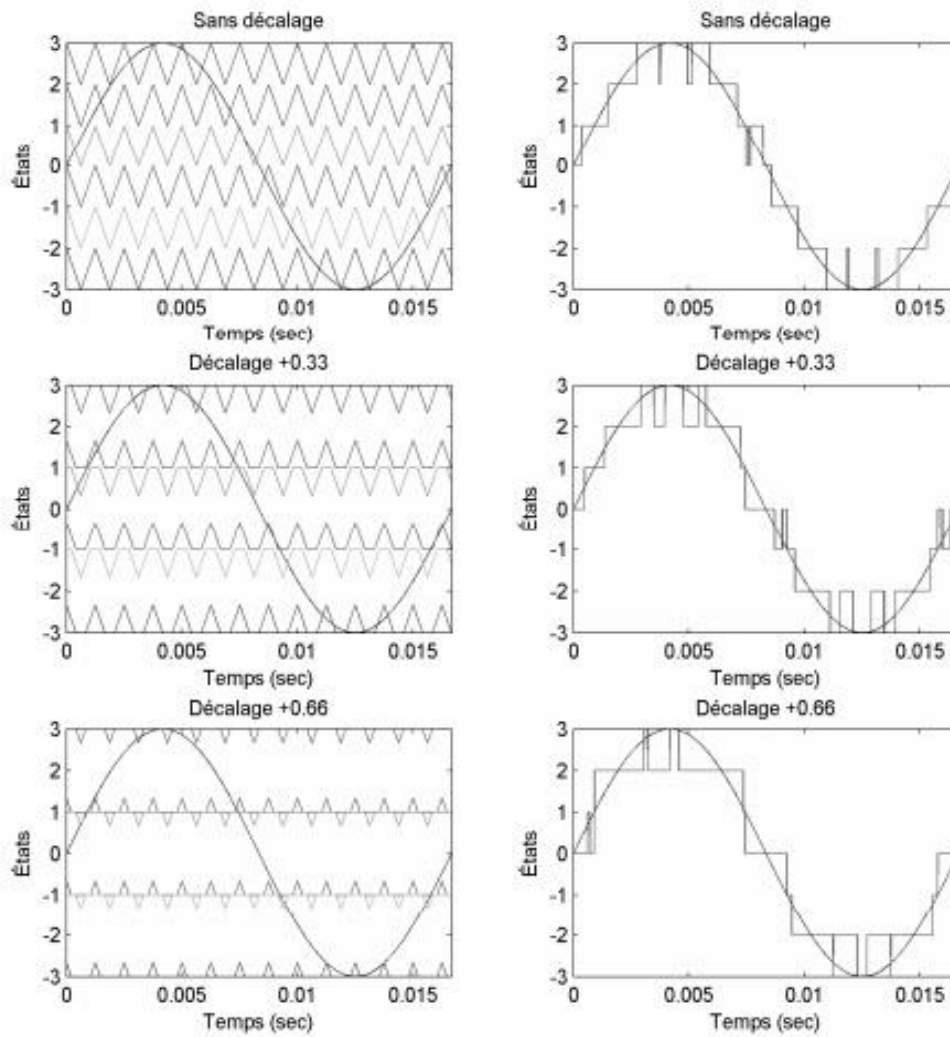 Sans décalage
3
2
1
0
-1
-2
-3
États
0 0.005 0.01 0.015
Temps (sec)
Sans décalage
3
2
1
0
-1
-2
-3
États
0 0.005 0.01 0.015
Temps (sec)
Décalage +0.33
3
2
1
0
-1
-2
-3
États
0 0.005 0.01 0.015
Temps (sec)
Décalage +0.33
3
2
1
0
-1
-2
-3
États
0 0.005 0.01 0.015
Temps (sec)
Décalage +0.66
3
2
1
0
-1
-2
-3
États
0 0.005 0.01 0.015
Temps (sec)
Décalage +0.66
3
2
1
0
-1
-2
-3
États
0 0.005 0.01 0.015
Temps (sec)